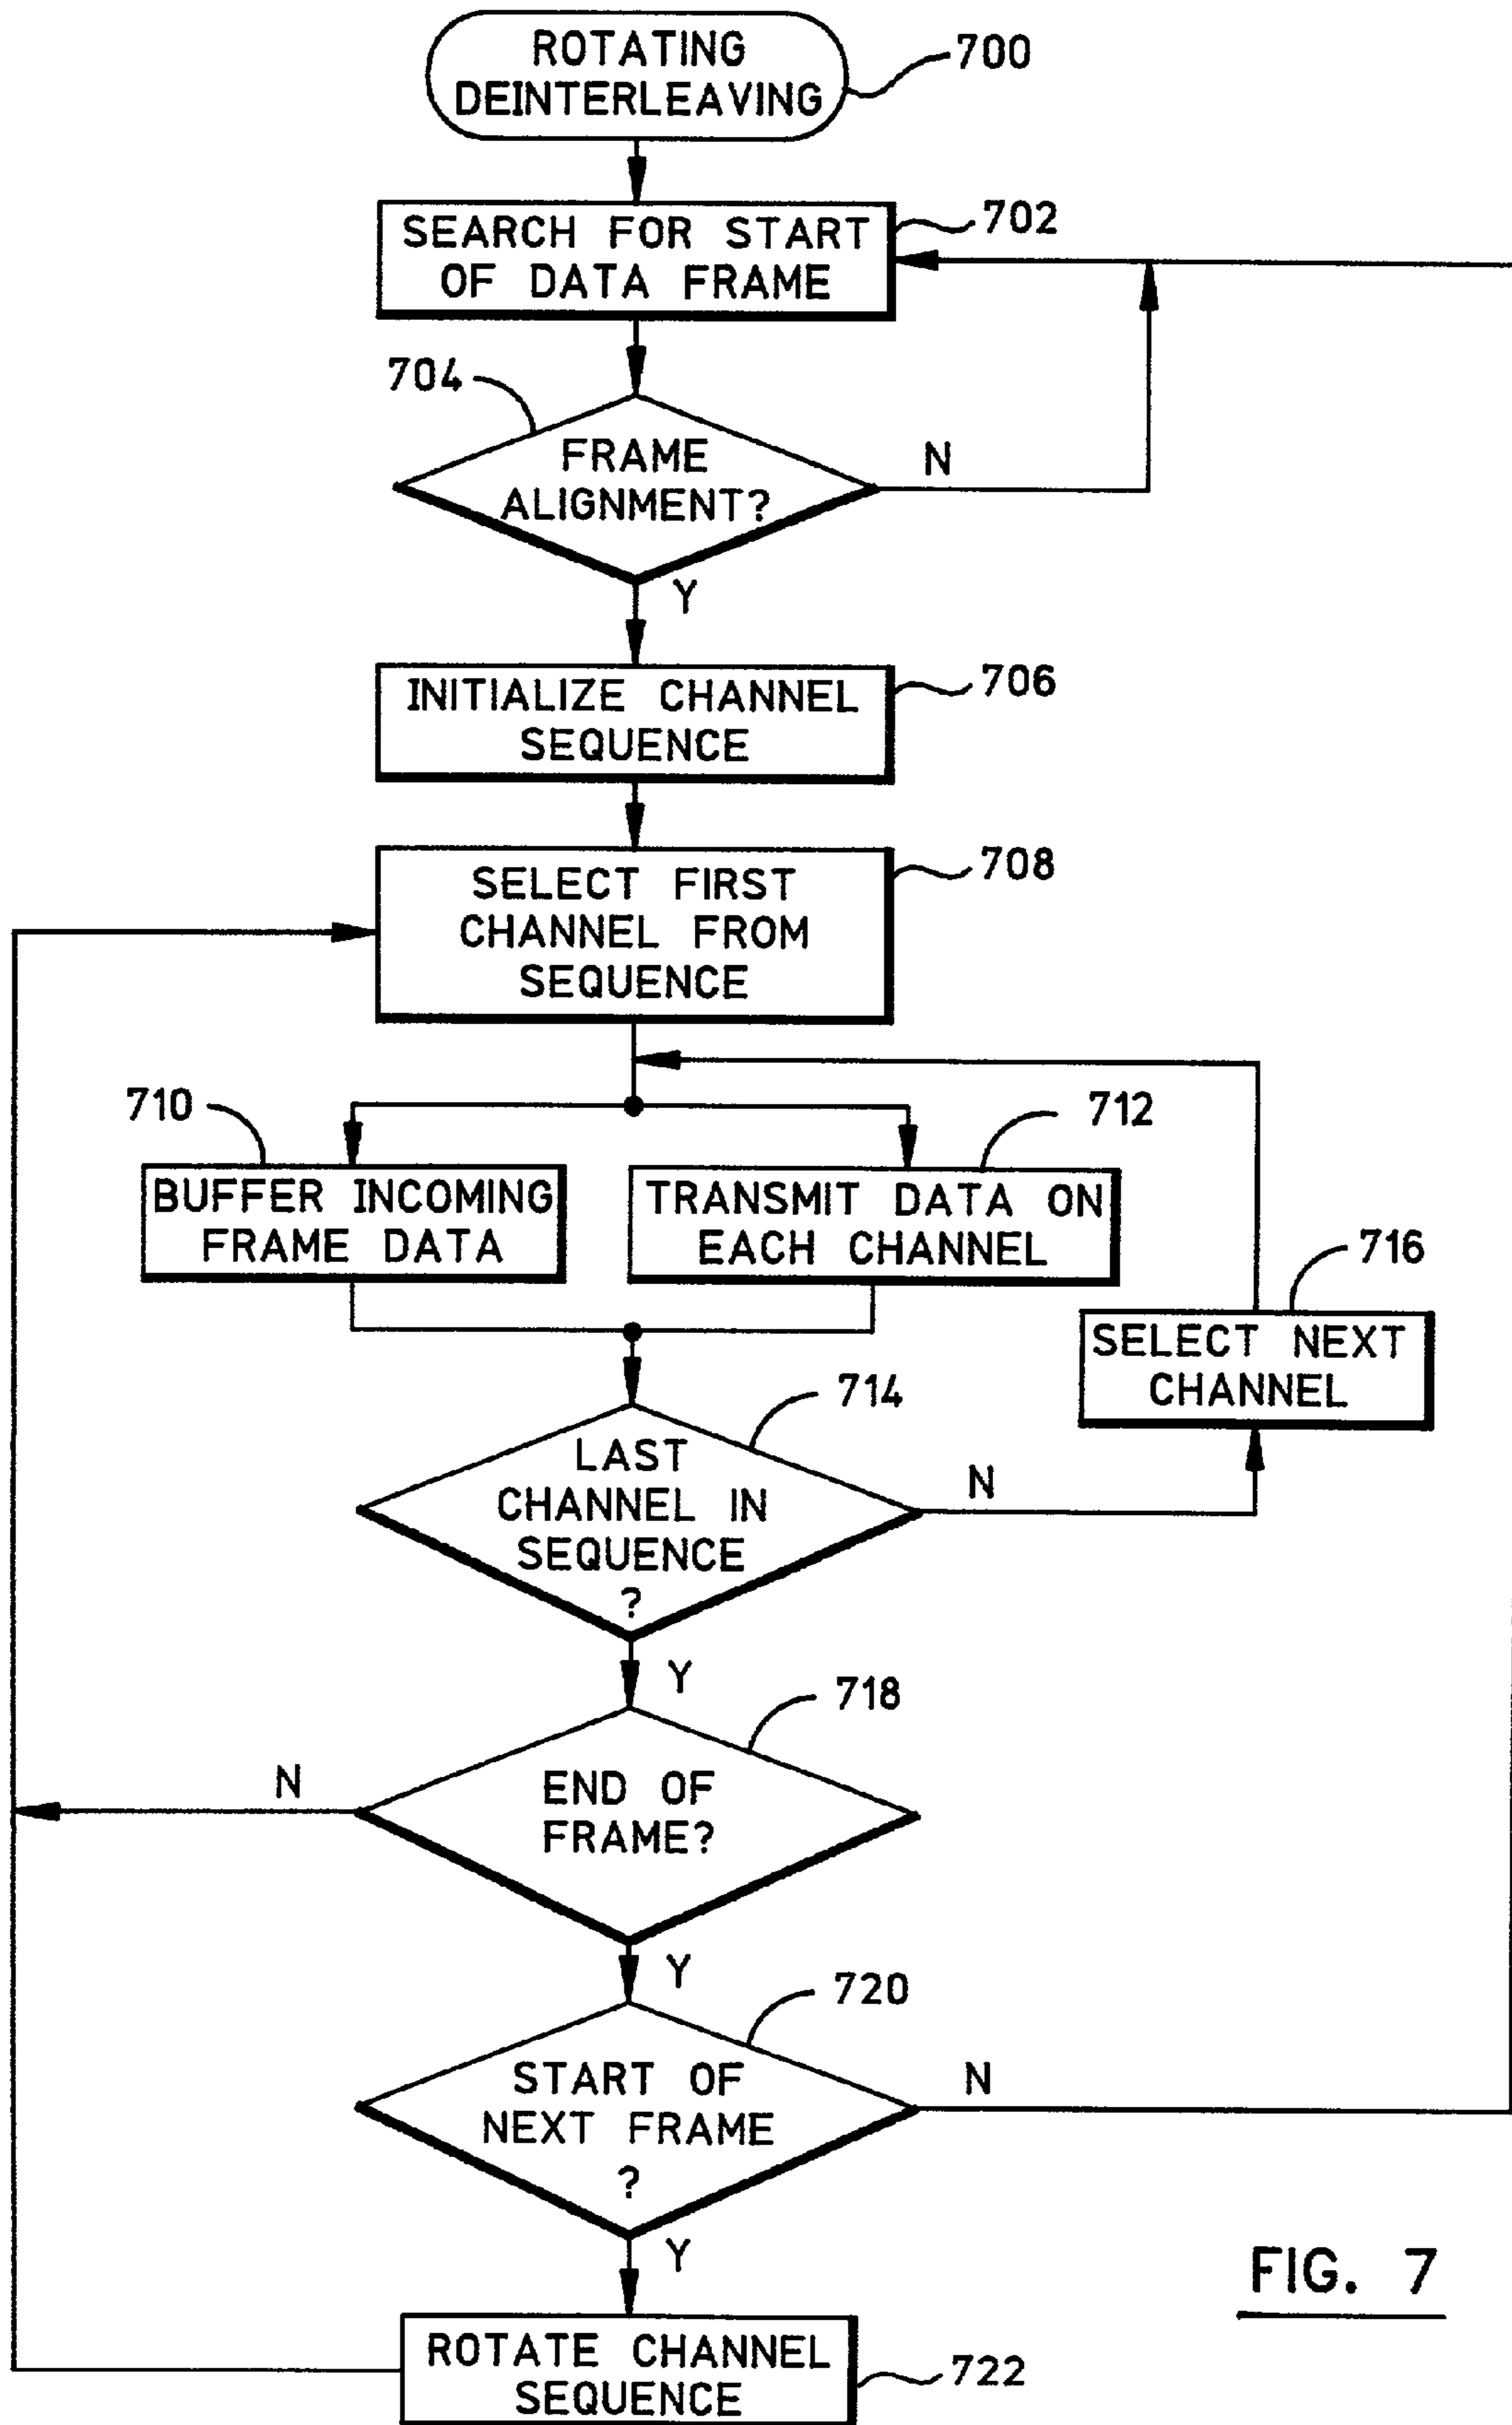 ROTATING
DEINTERLEAVING
700
SEARCH FOR START
OF DATA FRAME
702
704
FRAME
ALIGNMENT?
N
Y
INITIALIZE CHANNEL
SEQUENCE
706
SELECT FIRST
CHANNEL FROM
SEQUENCE
708
710
BUFFER INCOMING
FRAME DATA
712
TRANSMIT DATA ON
EACH CHANNEL
716
SELECT NEXT
CHANNEL
714
LAST
CHANNEL IN
SEQUENCE
?
N
Y
718
END OF
FRAME?
N
Y
720
START OF
NEXT FRAME
?
N
Y
ROTATE CHANNEL
SEQUENCE
722
FIG. 7